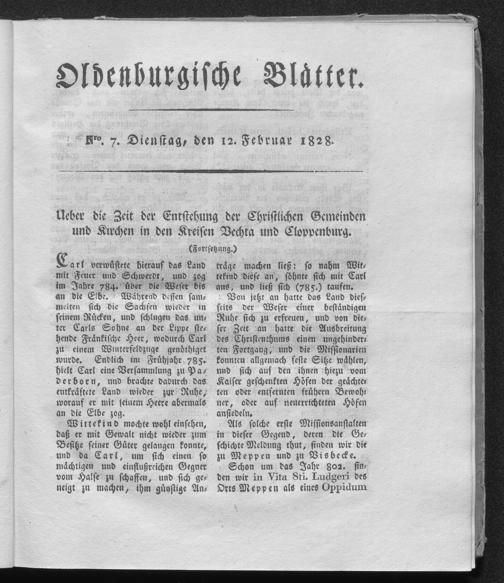 Oldenburgische Blätter.
Nro. 7. Dienstag, den 12. Februar 1828.
Ueber die Zeit der Entstehung der Christlichen Gemeinden
und Kirchen in den Kreisen Vechta und Cloppenburg.
(Fortsetzung.)
Carl verwüstete hierauf das Land
mit Feuer und Schwerdt, und zog
im Jahre 784. über die Weser bis
an die Elbe. Während dessen sam-
melten sich die Sachsen wieder in
seinem Rücken, und schlugen das un-
ter Carls Sohne an der Lippe ste-
hende Fränkische Heer, wodurch Carl
zu einem Winterfeldzuge genöthiget
wurde. Endlich im Frühjahr 785.
hielt Carl eine Versammlung zu Pa-
derborn, und brachte dadurch das
entkräftete Land wieder zur Ruhe,
worauf er mit seinem Heere abermals
an die Elbe zog.
Wittekind mochte wohl einsehen,
daß er mit Gewalt nicht wieder zum
Besitze seiner Güter gelangen konnte,
und da Carl, um sich einen so
mächtigen und einflußreichen Gegner
vom Halse zu schaffen, und sich ge-
neigt zu machen, ihm günstige An-
träge machen ließ: so nahm Wit-
tekind diese an, söhnte sich mit Carl
aus, und ließ sich (785.) taufen.
Von jetzt an hatte das Land dies-
seits der Weser einer beständigen
Ruhe sich zu erfreuen, und von die-
ser Zeit an hatte die Ausbreitung
des Christenthums einen ungehinder-
ten Fortgang, und die Missionarien
konnten allgemach feste Sitze wählen,
und sich auf den ihnen hiezu vom
Kaiser geschenkten Höfen der geächte-
ten oder entfernten frühern Bewoh-
ner, oder auf neuerrichteten Höfen
ansiedeln.
Als solche erste Missionsanstalten
in dieser Gegend, deren die Ge-
schichte Meldung thut, finden wir die
zu Meppen und zu Visbecke.
Schon um das Jahr 802. fin-
den wir in Vita Sti. Ludgeri des
Orts Meppen als eines Oppidum